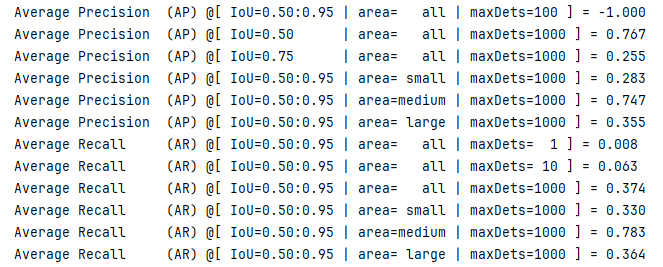 Average Precision  (AP) @[ IoU=0.50:0.95 | area=   all | maxDets=100 ] = -1.000
Average Precision  (AP) @[ IoU=0.50      | area=   all | maxDets=1000 ] = 0.767
Average Precision  (AP) @[ IoU=0.75      | area=   all | maxDets=1000 ] = 0.255
Average Precision  (AP) @[ IoU=0.50:0.95 | area= small | maxDets=1000 ] = 0.283
Average Precision  (AP) @[ IoU=0.50:0.95 | area=medium | maxDets=1000 ] = 0.747
Average Precision  (AP) @[ IoU=0.50:0.95 | area= large | maxDets=1000 ] = 0.355
Average Recall     (AR) @[ IoU=0.50:0.95 | area=   all | maxDets=  1 ] = 0.008
Average Recall     (AR) @[ IoU=0.50:0.95 | area=   all | maxDets= 10 ] = 0.063
Average Recall     (AR) @[ IoU=0.50:0.95 | area=   all | maxDets=1000 ] = 0.374
Average Recall     (AR) @[ IoU=0.50:0.95 | area= small | maxDets=1000 ] = 0.330
Average Recall     (AR) @[ IoU=0.50:0.95 | area=medium | maxDets=1000 ] = 0.783
Average Recall     (AR) @[ IoU=0.50:0.95 | area= large | maxDets=1000 ] = 0.364